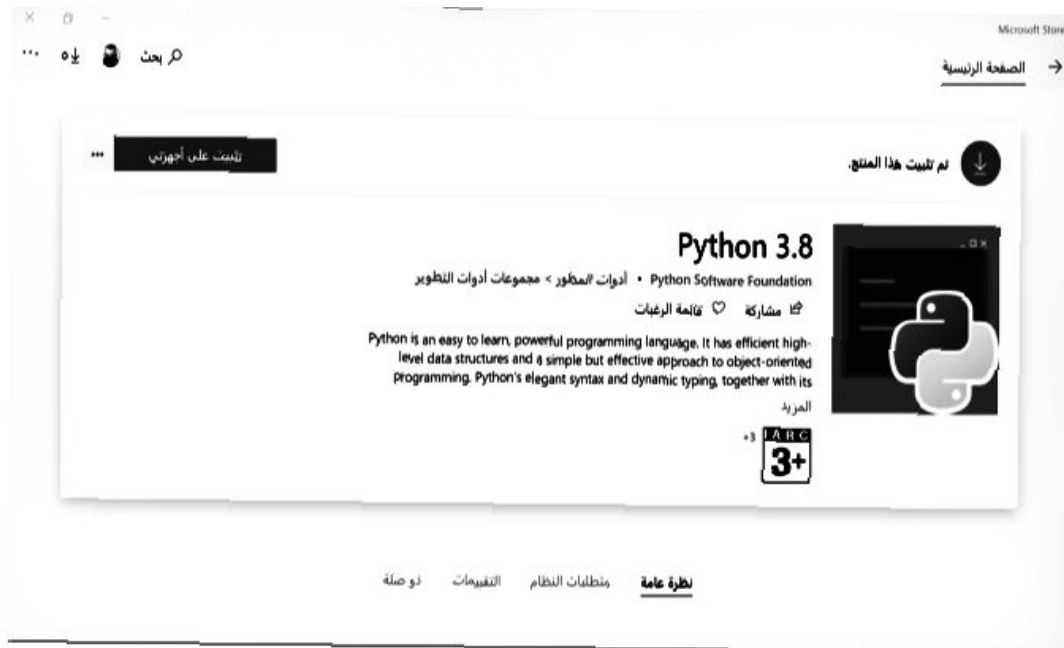 Microsoft Store
الصفحة الرئيسية
بحث
تم تثبيت هذا المنتج.
تثبيت على أجهزتي
Python 3.8
Python Software Foundation • أدوات المطور > مجموعات أدوات التطوير
مشاركة قائمة الرغبات
Python is an easy to learn, powerful programming language. It has efficient high-
level data structures and a simple but effective approach to object-oriented
programming. Python's elegant syntax and dynamic typing, together with its
المزيد
IARC
3+
+3
نظرة عامة متطلبات النظام التقييمات ذو صلة